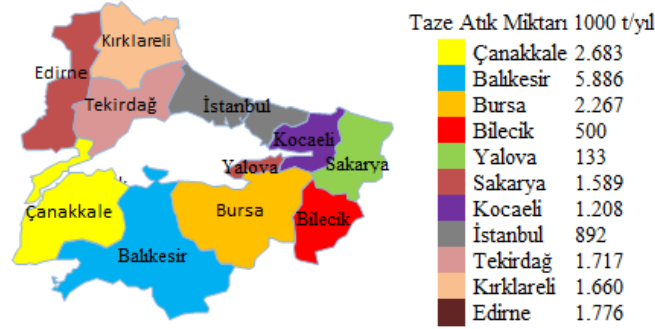 Taze Atık Miktarı 1000 t/yıl
Çanakkale 2.683
Balıkesir 5.886
Bursa 2.267
Bilecik 500
Yalova 133
Sakarya 1.589
Kocaeli 1.208
İstanbul 892
Tekirdağ 1.717
Kırklareli 1.660
Edirne 1.776
Kırklareli
Edirne
Tekirdağ
İstanbul
Kocaeli
Yalova
Sakarya
Çanakkale
Bursa
Bilecik
Balıkesir